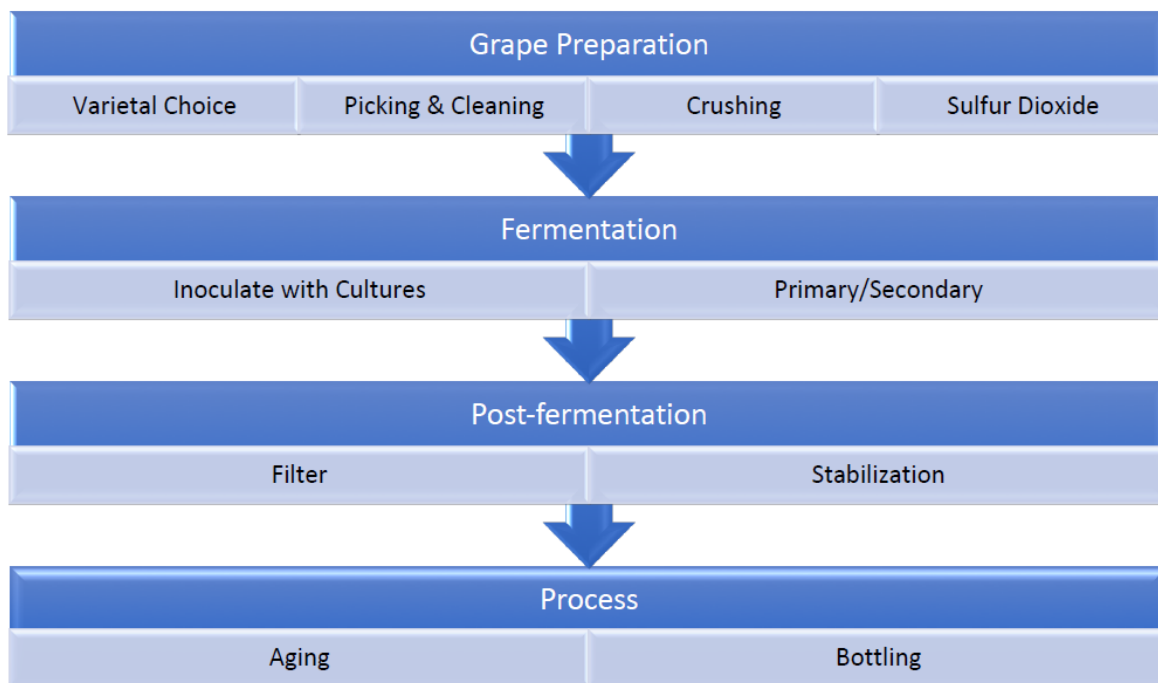 Grape Preparation
Varietal Choice
Picking & Cleaning
Crushing
Sulfur Dioxide
Fermentation
Inoculate with Cultures
Primary/Secondary
Post-fermentation
Filter
Stabilization
Process
Aging
Bottling